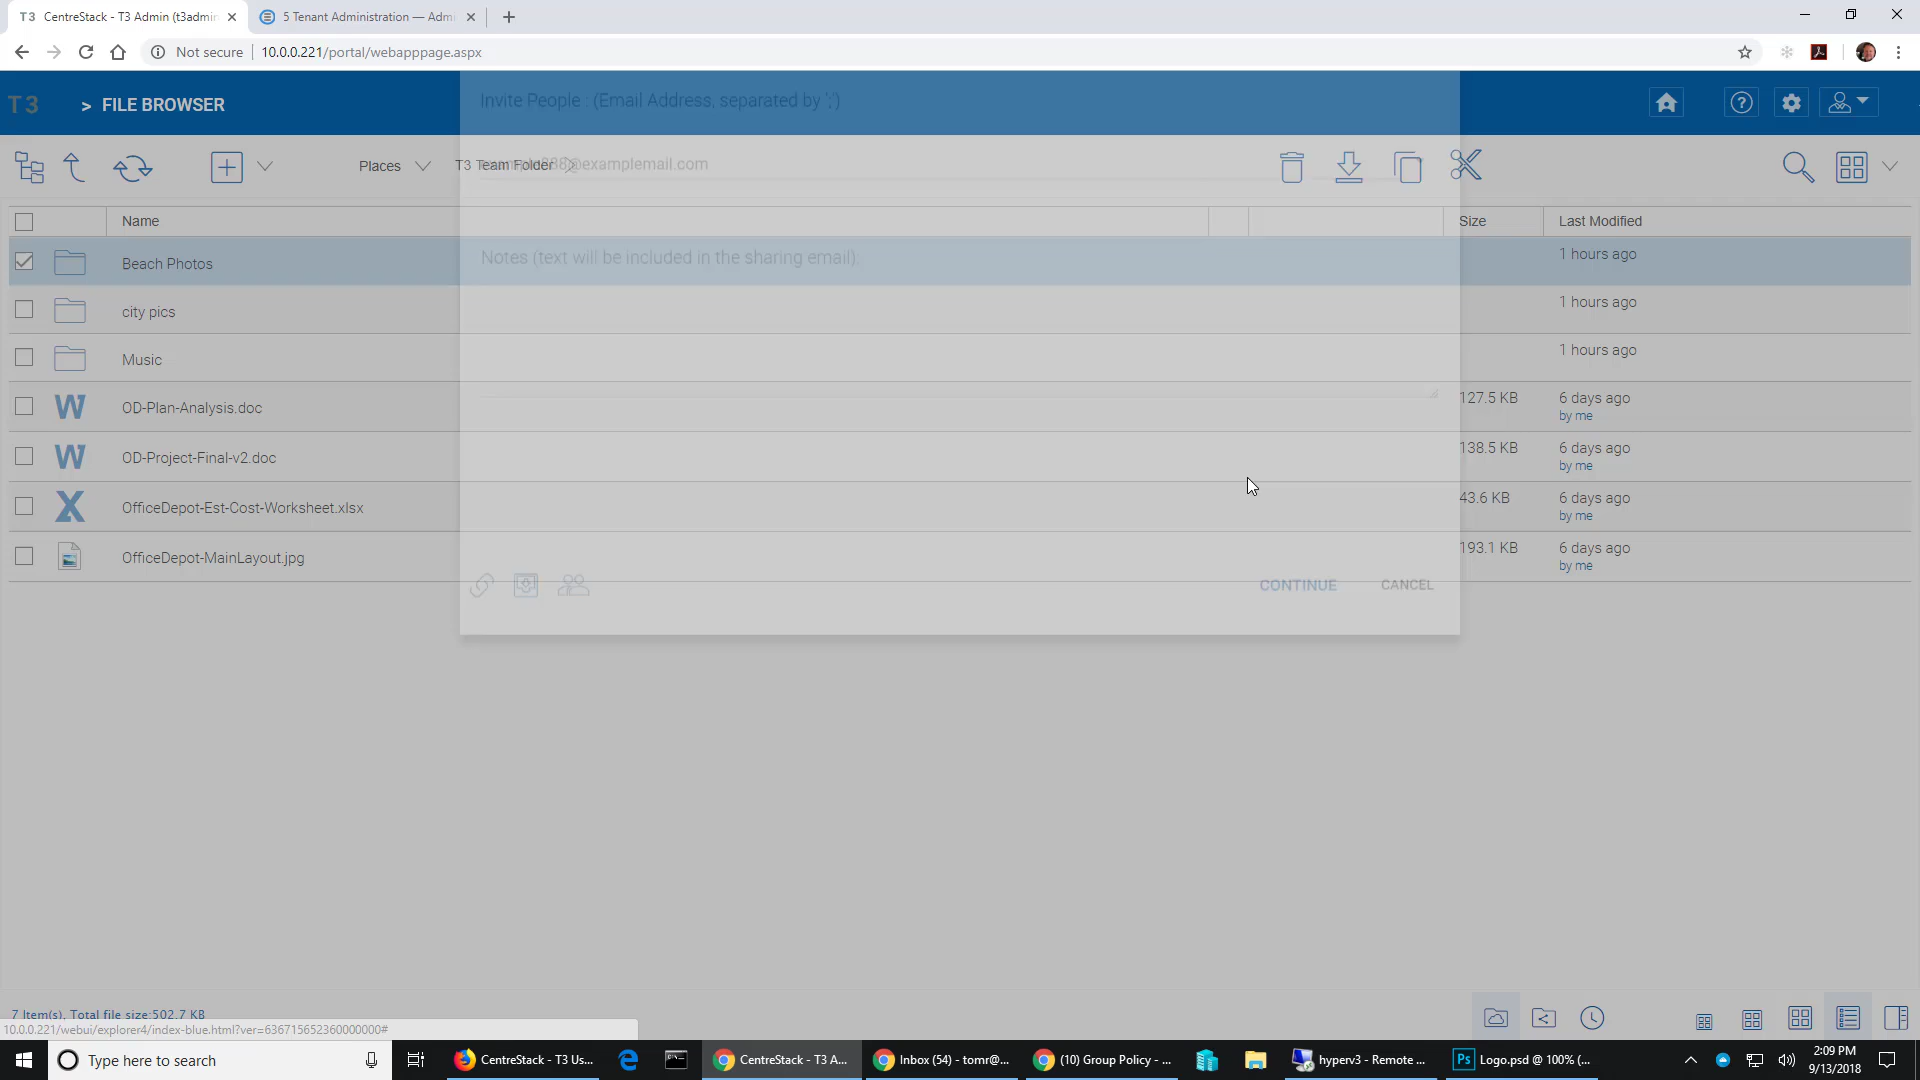 T3 CentreStack - T3 Admin (t3admin
5 Tenant Administration — Admi
Not secure 10.0.0.221/portal/webapppage.aspx
T3 > FILE BROWSER
Invite People : (Email Address, separated by ';')
Places T3 Team Folder
@examplemail.com
Name Size Last Modified
Notes (text will be included in the sharing email):
Beach Photos 1 hours ago
city pics 1 hours ago
Music 1 hours ago
OD-Plan-Analysis.doc 127.5 KB 6 days ago
by me
OD-Project-Final-v2.doc 138.5 KB 6 days ago
by me
OfficeDepot-Est-Cost-Worksheet.xlsx 43.6 KB 6 days ago
by me
OfficeDepot-MainLayout.jpg 193.1 KB 6 days ago
by me
CONTINUE CANCEL
7 Item(s), Total file size:502.7 KB
10.0.0.221/webui/explorer4/index-blue.html?ver=636715652360000000#
Type here to search
CentreStack - T3 Us...
CentreStack - T3 A...
Inbox (54) - tomr@...
(10) Group Policy - ...
hyperv3 - Remote ...
Ps Logo.psd @ 100% (...
2:09 PM
9/13/2018